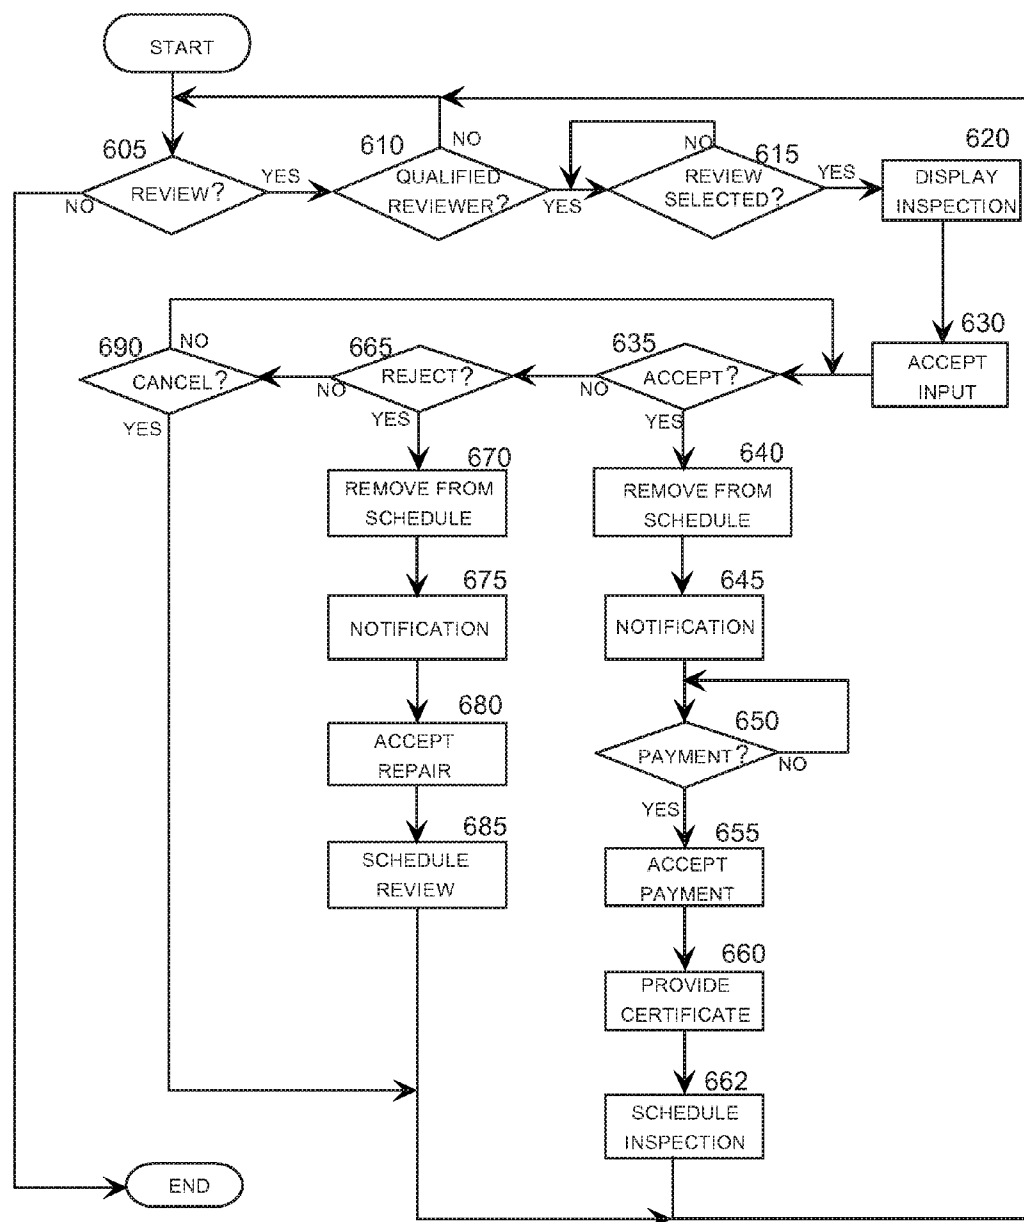 START
605
REVIEW?
YES
NO
610
NO
QUALIFIED
REVIEWER?
YES
NO
615
REVIEW
SELECTED?
YES
620
DISPLAY
INSPECTION
690
NO
CANCEL?
YES
665
REJECT?
NO
YES
635
ACCEPT?
NO
YES
630
ACCEPT
INPUT
670
REMOVE FROM
SCHEDULE
640
REMOVE FROM
SCHEDULE
675
NOTIFICATION
645
NOTIFICATION
680
ACCEPT
REPAIR
650
PAYMENT?
NO
YES
685
SCHEDULE
REVIEW
655
ACCEPT
PAYMENT
660
PROVIDE
CERTIFICATE
662
SCHEDULE
INSPECTION
END